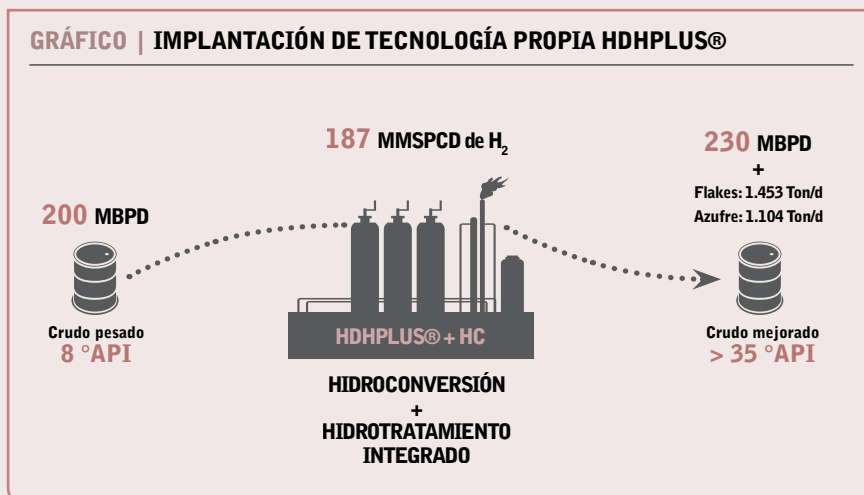 GRÁFICO | IMPLANTACIÓN DE TECNOLOGÍA PROPIA HDHPLUS®
200 MBPD
Crudo pesado
8 °API
187 MMSPCD de H2
HDHPLUS® + HC
HIDROCONVERSIÓN
+
HIDROTRATAMIENTO
INTEGRADO
230 MBPD
+
Flakes: 1.453 Ton/d
Azufre: 1.104 Ton/d
Crudo mejorado
> 35 °API